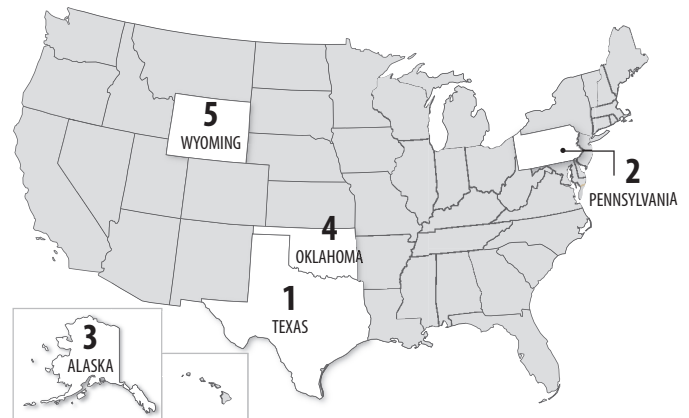 5
WYOMING
2
PENNSYLVANIA
4
OKLAHOMA
1
TEXAS
3
ALASKA